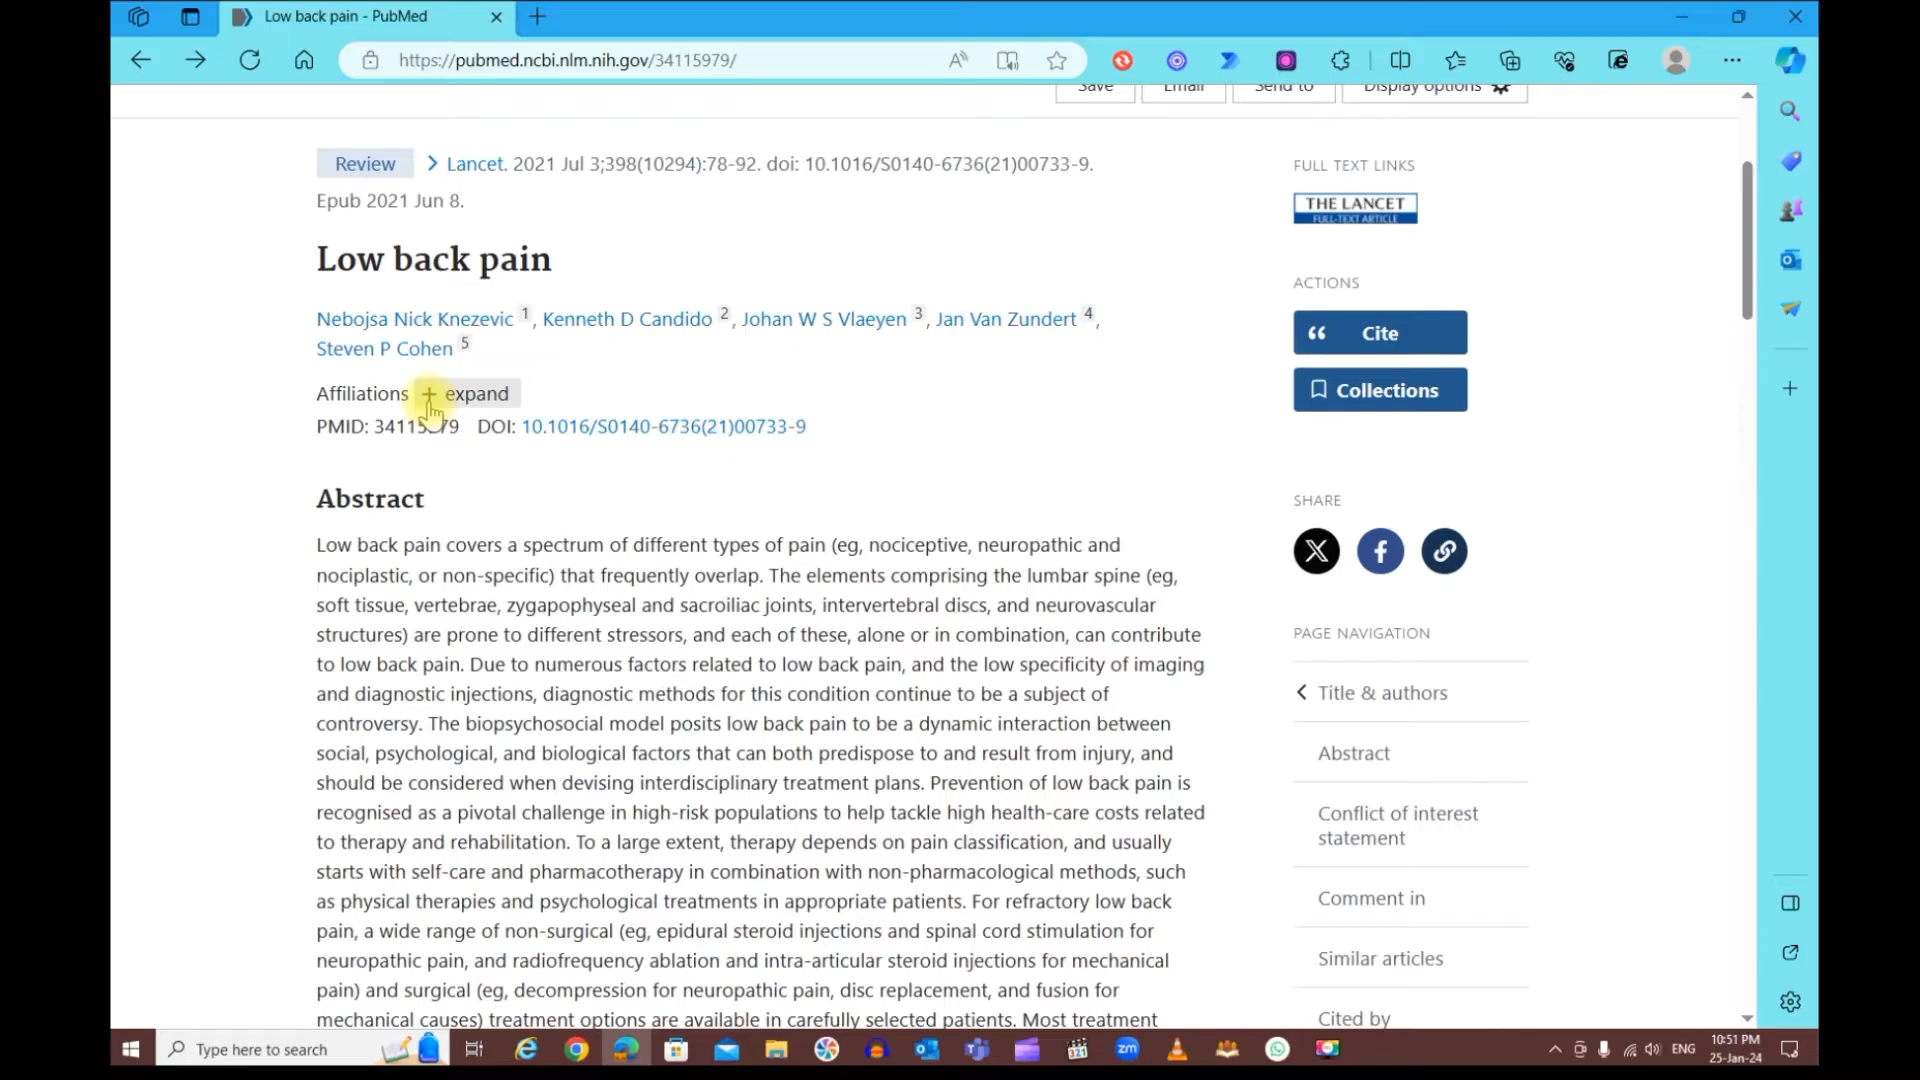 Low back pain - PubMed
https://pubmed.ncbi.nlm.nih.gov/34115979/
Save
Email
Send to
Display options
Review
Lancet. 2021 Jul 3;398(10294):78-92. doi: 10.1016/S0140-6736(21)00733-9.
Epub 2021 Jun 8.
Low back pain
Nebojsa Nick Knezevic 1, Kenneth D Candido 2, Johan W S Vlaeyen 3, Jan Van Zundert 4,
Steven P Cohen 5
Affiliations + expand
PMID: 34115979 DOI: 10.1016/S0140-6736(21)00733-9
Abstract
Low back pain covers a spectrum of different types of pain (eg, nociceptive, neuropathic and
nociplastic, or non-specific) that frequently overlap. The elements comprising the lumbar spine (eg,
soft tissue, vertebrae, zygapophyseal and sacroiliac joints, intervertebral discs, and neurovascular
structures) are prone to different stressors, and each of these, alone or in combination, can contribute
to low back pain. Due to numerous factors related to low back pain, and the low specificity of imaging
and diagnostic injections, diagnostic methods for this condition continue to be a subject of
controversy. The biopsychosocial model posits low back pain to be a dynamic interaction between
social, psychological, and biological factors that can both predispose to and result from injury, and
should be considered when devising interdisciplinary treatment plans. Prevention of low back pain is
recognised as a pivotal challenge in high-risk populations to help tackle high health-care costs related
to therapy and rehabilitation. To a large extent, therapy depends on pain classification, and usually
starts with self-care and pharmacotherapy in combination with non-pharmacological methods, such
as physical therapies and psychological treatments in appropriate patients. For refractory low back
pain, a wide range of non-surgical (eg, epidural steroid injections and spinal cord stimulation for
neuropathic pain, and radiofrequency ablation and intra-articular steroid injections for mechanical
pain) and surgical (eg, decompression for neuropathic pain, disc replacement, and fusion for
mechanical causes) treatment options are available in carefully selected patients. Most treatment
FULL TEXT LINKS
THE LANCET
FULL-TEXT ARTICLE
ACTIONS
Cite
Collections
SHARE
PAGE NAVIGATION
Title & authors
Abstract
Conflict of interest
statement
Comment in
Similar articles
Cited by
Type here to search
zm
ENG
10:51 PM
25-Jan-24